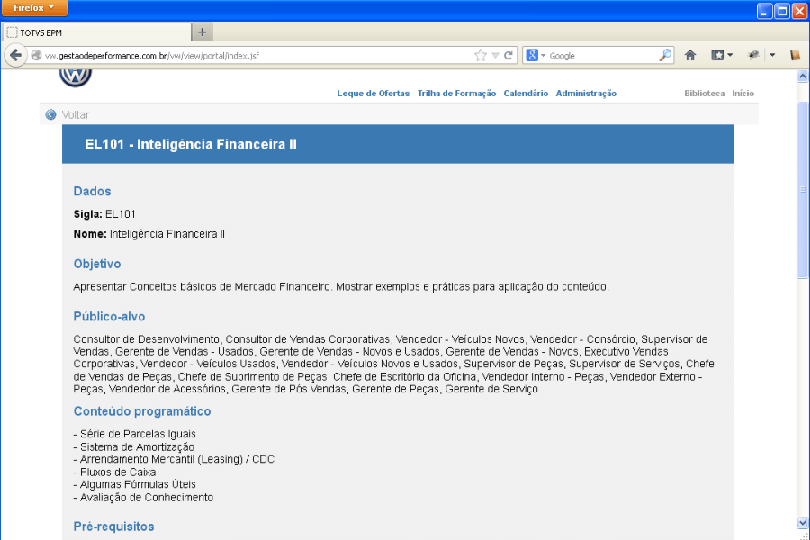 Firefox
TOTVS EPM
vw.gestaodeperformance.com.br/vw/view/portal/index.jsf
Google
Leque de Ofertas Trilha de Formação Calendário Administração Biblioteca Início
Voltar
EL101 - Inteligência Financeira II
Dados
Sigla: EL101
Nome: Inteligência Financeira II
Objetivo
Apresentar Conceitos básicos de Mercado Financeiro. Mostrar exemplos e práticas para aplicação do conteúdo.
Público-alvo
Consultor de Desenvolvimento, Consultor de Vendas Corporativas, Vendedor - Veículos Novos, Vendedor - Consórcio, Supervisor de
Vendas, Gerente de Vendas - Usados, Gerente de Vendas - Novos e Usados, Gerente de Vendas - Novos, Executivo Vendas
Corporativas, Vendedor - Veículos Usados, Vendedor - Veículos Novos e Usados, Supervisor de Peças, Supervisor de Serviços, Chefe
de Vendas de Peças, Chefe de Suprimento de Peças, Chefe de Escritório da Oficina, Vendedor Interno - Peças, Vendedor Externo -
Peças, Vendedor de Acessórios, Gerente de Pós Vendas, Gerente de Peças, Gerente de Serviço
Conteúdo programático
- Série de Parcelas Iguais
- Sistema de Amortização
- Arrendamento Mercantil (Leasing) / CDC
- Fluxos de Caixa
- Algumas Fórmulas Úteis
- Avaliação de Conhecimento
Pré-requisitos